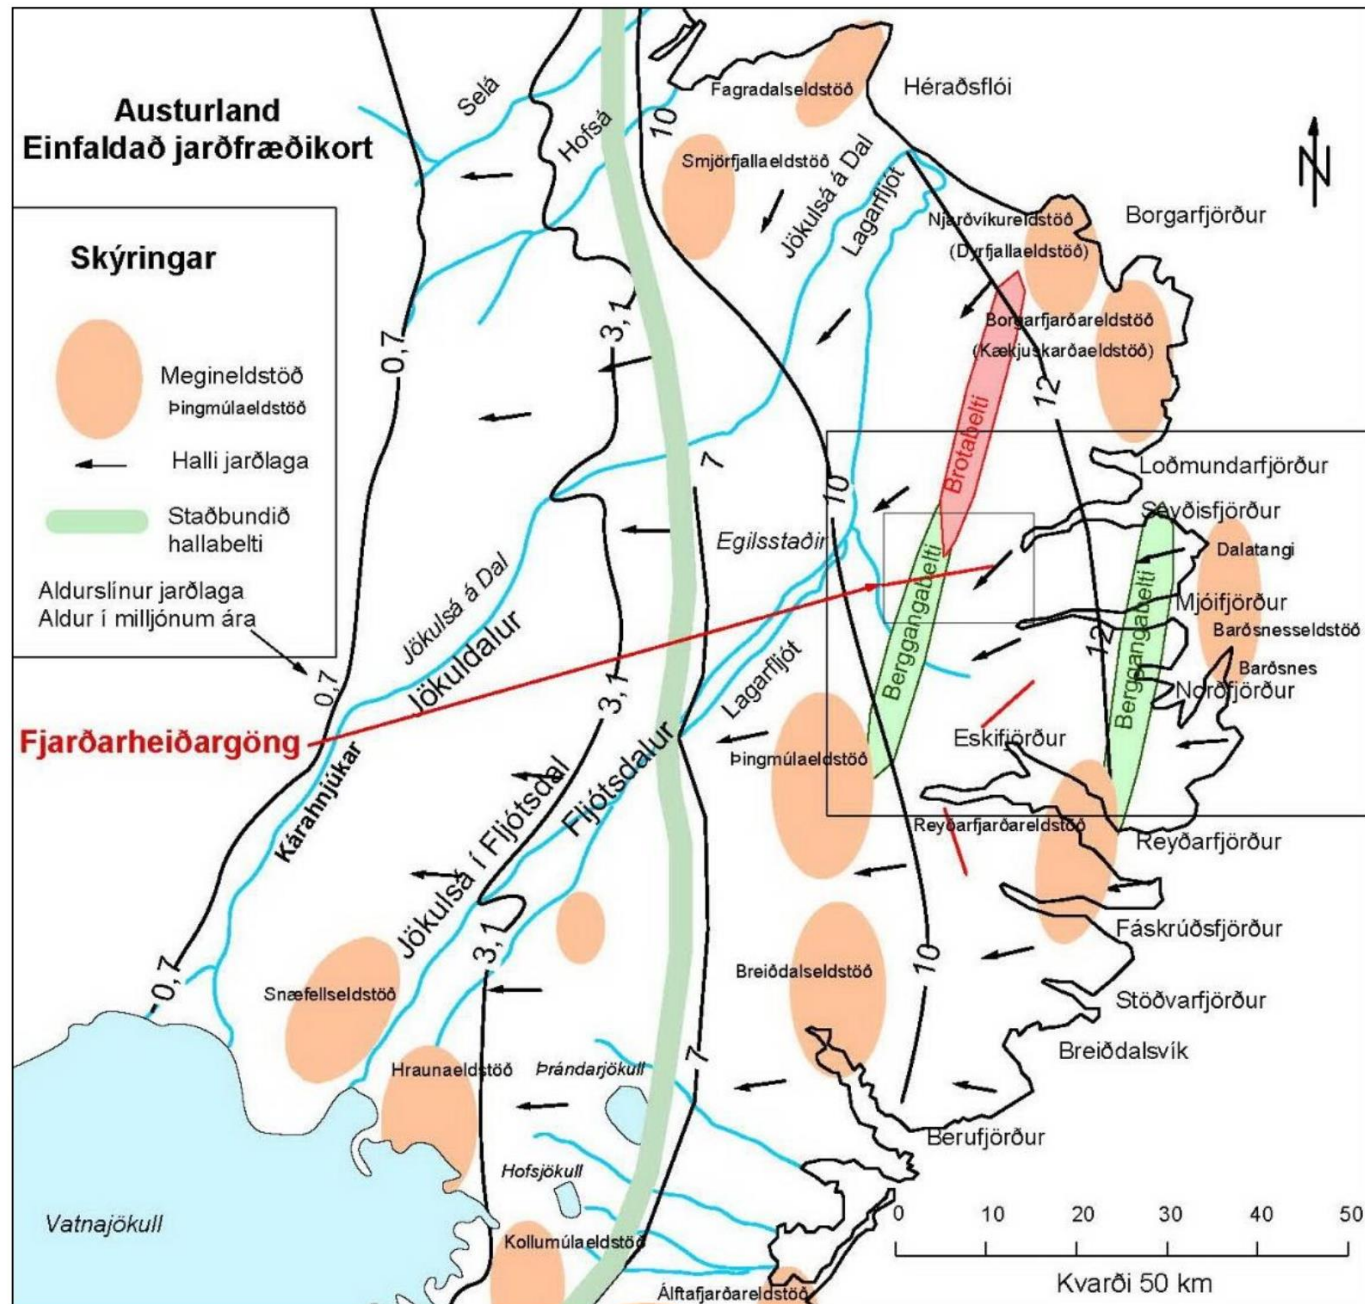 Austurland
Einfaldað jarðfræðikort
Skýringar
Megineldstöð
Þingmúlaeldstöð
Halli jarðlaga
Staðbundið
hallabelti
Aldurslínur jarðlaga
Aldur í milljónum ára
Fjarðarheiðargöng
Selá
Hofsá
10
Fagradalseldstöð
Héraðsflói
Smjörfjallaeldstöð
Jökulsá á Dal
Lagarfljót
N
Njarðvíkureldstöð
(Dyrfjallaeldstöð)
Borgarfjörður
Borgarfjarðareldstöð
(Kækjuskarðaeldstöð)
0,7
3,1
12
Brotabelti
7
10
Loðmundarfjörður
Seyðisfjörður
Egilsstaðir
Dalatangi
Berggangabelti
Berggangabelti
Mjóifjörður
Barðsnesseldstöð
12
Barðsnes
Norðfjörður
Jökulsá á Dal
Jökuldalur
0,7
3,1
Lagarfljót
Eskifjörður
Þingmúlaeldstöð
Kárahnjúkar
Fljótsdalur
Jökulsá í Fljótsdal
Reyðarfjarðareldstöð
Reyðarfjörður
Fáskrúðsfjörður
3,1
10
0,7
Snæfellseldstöð
Breiðdalseldstöð
Stöðvarfjörður
Breiðdalsvík
Hraunaeldstöð
Þrándarjökull
7
Berufjörður
Hofsjökull
Vatnajökull
Kollumúlaeldstöð
Álftafjarðareldstöð
0 10 20 30 40 50
Kvarði 50 km